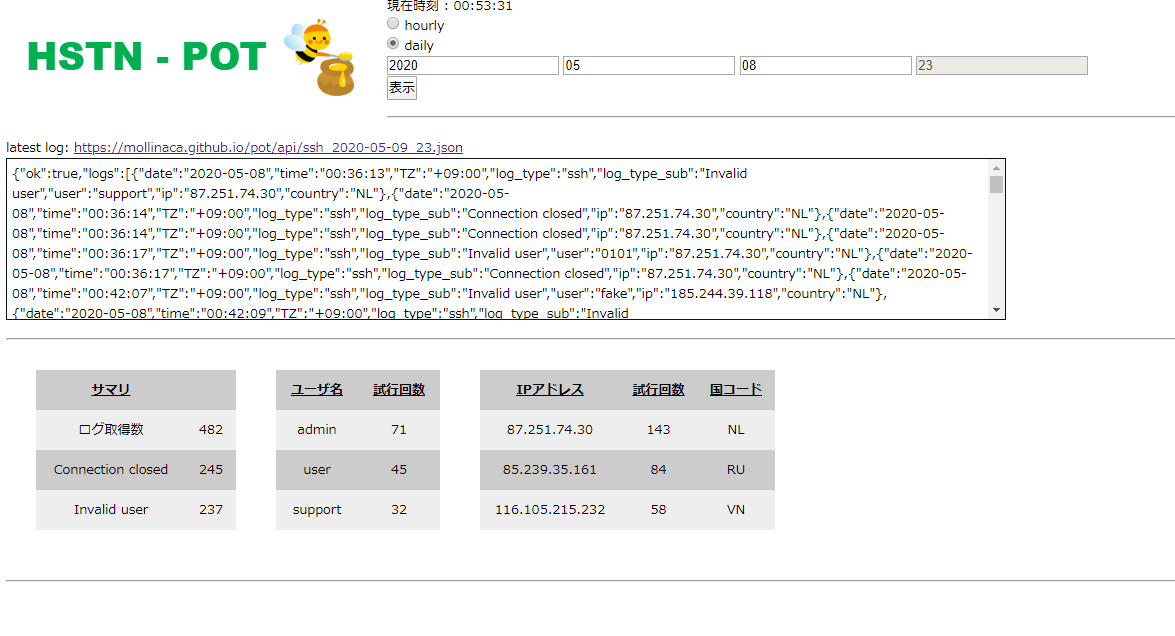 現在時刻 : 00:53:31
HSTN - POT
hourly
daily
2020 05 08 23
表示
latest log: https://mollinaca.github.io/pot/api/ssh_2020-05-09_23.json
{"ok":true,"logs":[{"date":"2020-05-08","time":"00:36:13","TZ":"+09:00","log_type":"ssh","log_type_sub":"Invalid
user","user":"support","ip":"87.251.74.30","country":"NL"},{"date":"2020-05-
08","time":"00:36:14","TZ":"+09:00","log_type":"ssh","log_type_sub":"Connection closed","ip":"87.251.74.30","country":"NL"},{"date":"2020-05-
08","time":"00:36:14","TZ":"+09:00","log_type":"ssh","log_type_sub":"Connection closed","ip":"87.251.74.30","country":"NL"},{"date":"2020-05-
08","time":"00:36:17","TZ":"+09:00","log_type":"ssh","log_type_sub":"Invalid user","user":"0101","ip":"87.251.74.30","country":"NL"},{"date":"2020-
05-08","time":"00:36:17","TZ":"+09:00","log_type":"ssh","log_type_sub":"Connection closed","ip":"87.251.74.30","country":"NL"},{"date":"2020-05-
08","time":"00:42:07","TZ":"+09:00","log_type":"ssh","log_type_sub":"Invalid user","user":"fake","ip":"185.244.39.118","country":"NL"},
{"date":"2020-05-08","time":"00:42:09","TZ":"+09:00","log_type":"ssh","log_type_sub":"Invalid
サマリ
ログ取得数 482
Connection closed 245
Invalid user 237
ユーザ名 試行回数
admin 71
user 45
support 32
IPアドレス 試行回数 国コード
87.251.74.30 143 NL
85.239.35.161 84 RU
116.105.215.232 58 VN